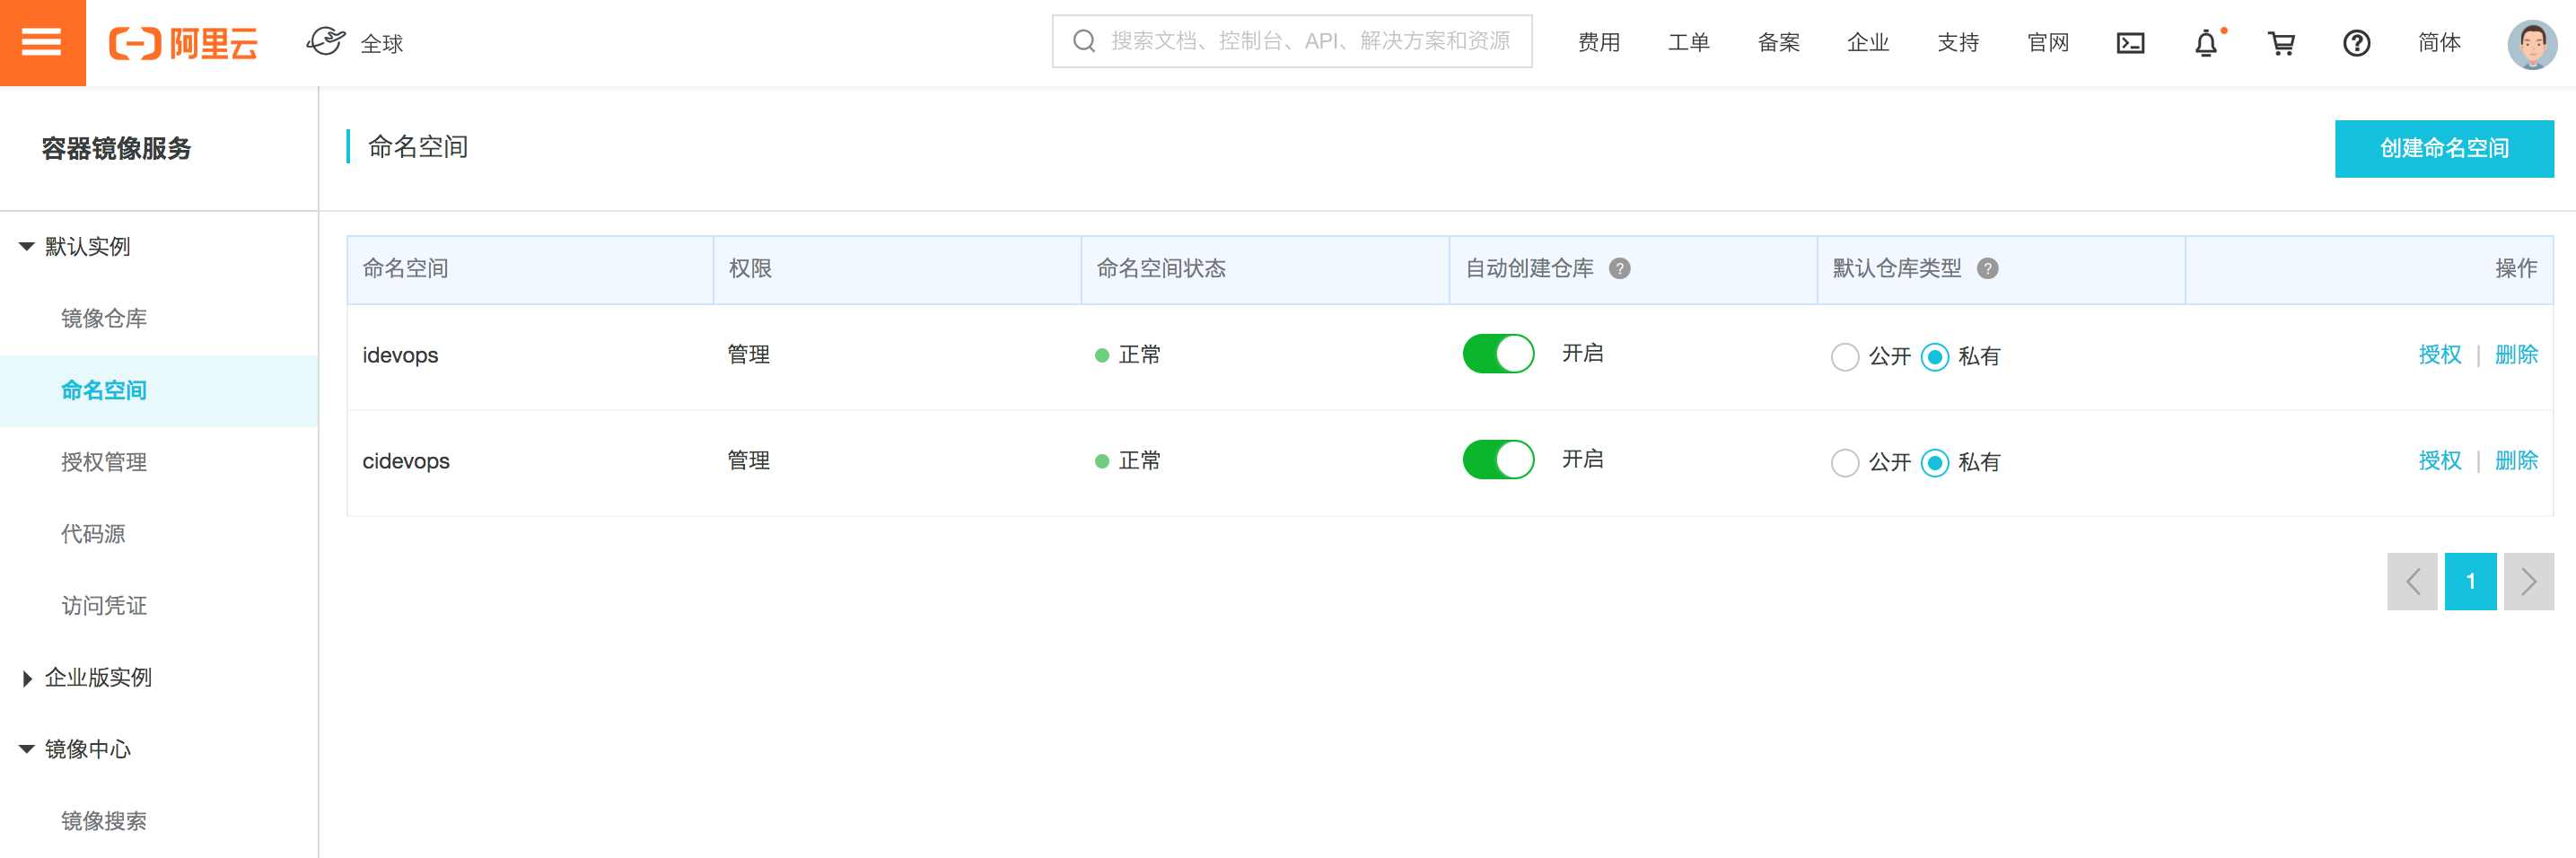 阿里云 全球 搜索文档、控制台、API、解决方案和资源 费用 工单 备案 企业 支持 官网 简体
容器镜像服务
命名空间 创建命名空间
默认实例
镜像仓库
命名空间
授权管理
代码源
访问凭证
企业版实例
镜像中心
镜像搜索
命名空间 权限 命名空间状态 自动创建仓库 ? 默认仓库类型 ? 操作
idevops 管理 正常 开启 公开 私有 授权 | 删除
cidevops 管理 正常 开启 公开 私有 授权 | 删除
1